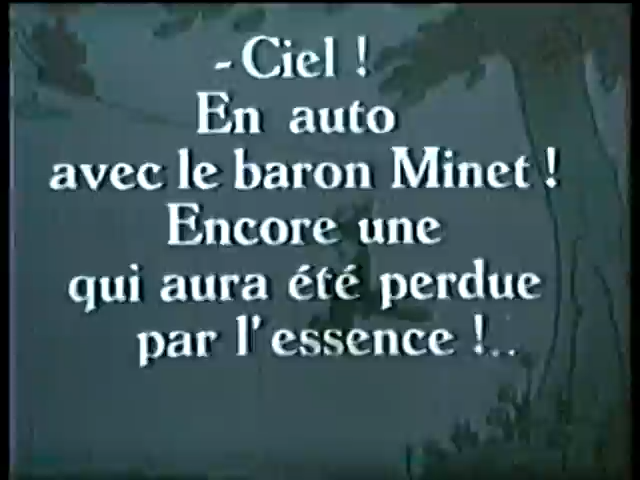 - Ciel !
En auto
avec le baron Minet !
Encore une
qui aura été perdue
par l'essence !..